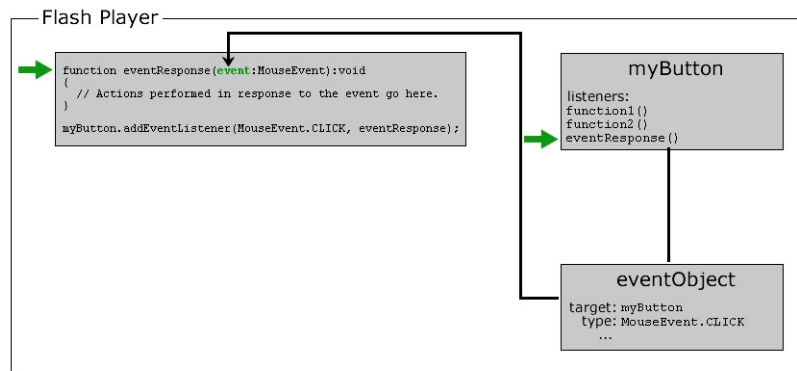 Flash Player
function eventResponse(event:MouseEvent):void
{
// Actions performed in response to the event go here.
}
myButton.addEventListener(MouseEvent.CLICK, eventResponse);
myButton
listeners:
function1()
function2()
eventResponse()
eventObject
target: myButton
type: MouseEvent.CLICK
...